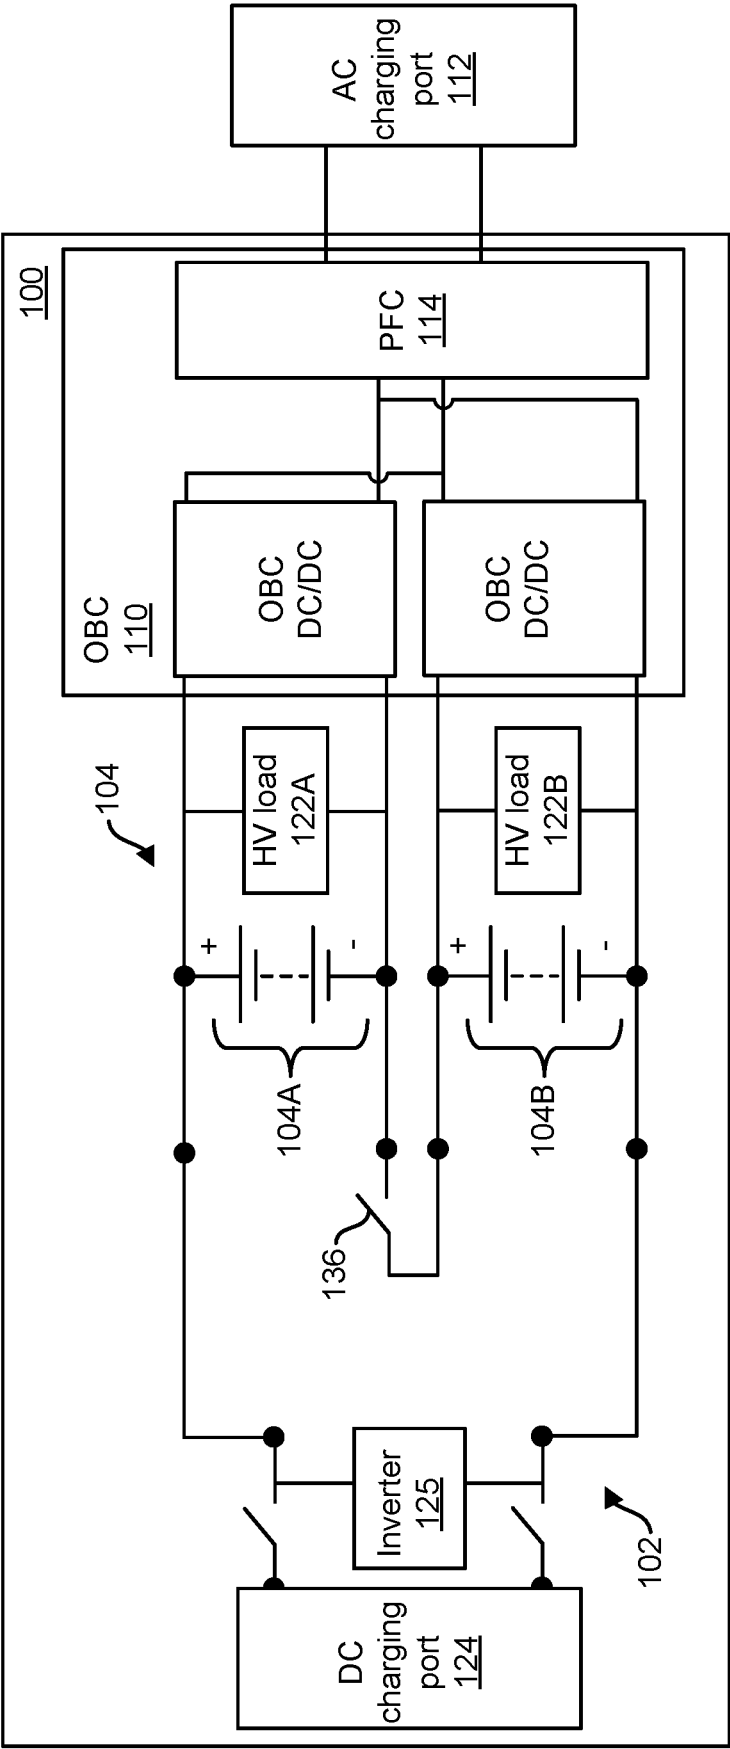 100
OBC
110
104
AC
charging
port
112
PFC
114
OBC
DC/DC
OBC
DC/DC
HV load
122A
HV load
122B
+
-
+
-
104A
104B
136
Inverter
125
102
DC
charging
port
124